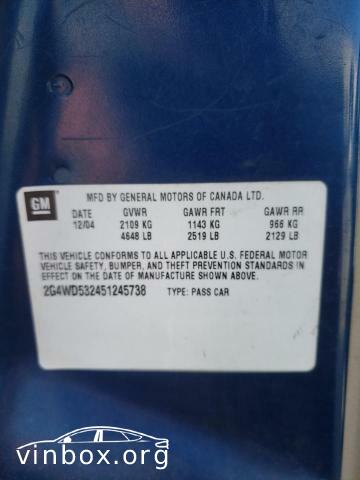 GM
MFD BY GENERAL MOTORS OF CANADA LTD.
DATE GVWR GAWR FRT GAWR RR
12/04 2109 KG 1143 KG 966 KG
4648 LB 2519 LB 2129 LB
THIS VEHICLE CONFORMS TO ALL APPLICABLE U.S. FEDERAL MOTOR
VEHICLE SAFETY, BUMPER, AND THEFT PREVENTION STANDARDS IN
EFFECT ON THE DATE OF MANUFACTURE SHOWN ABOVE.
2G4WD532451245738 TYPE: PASS CAR
vinbox.org